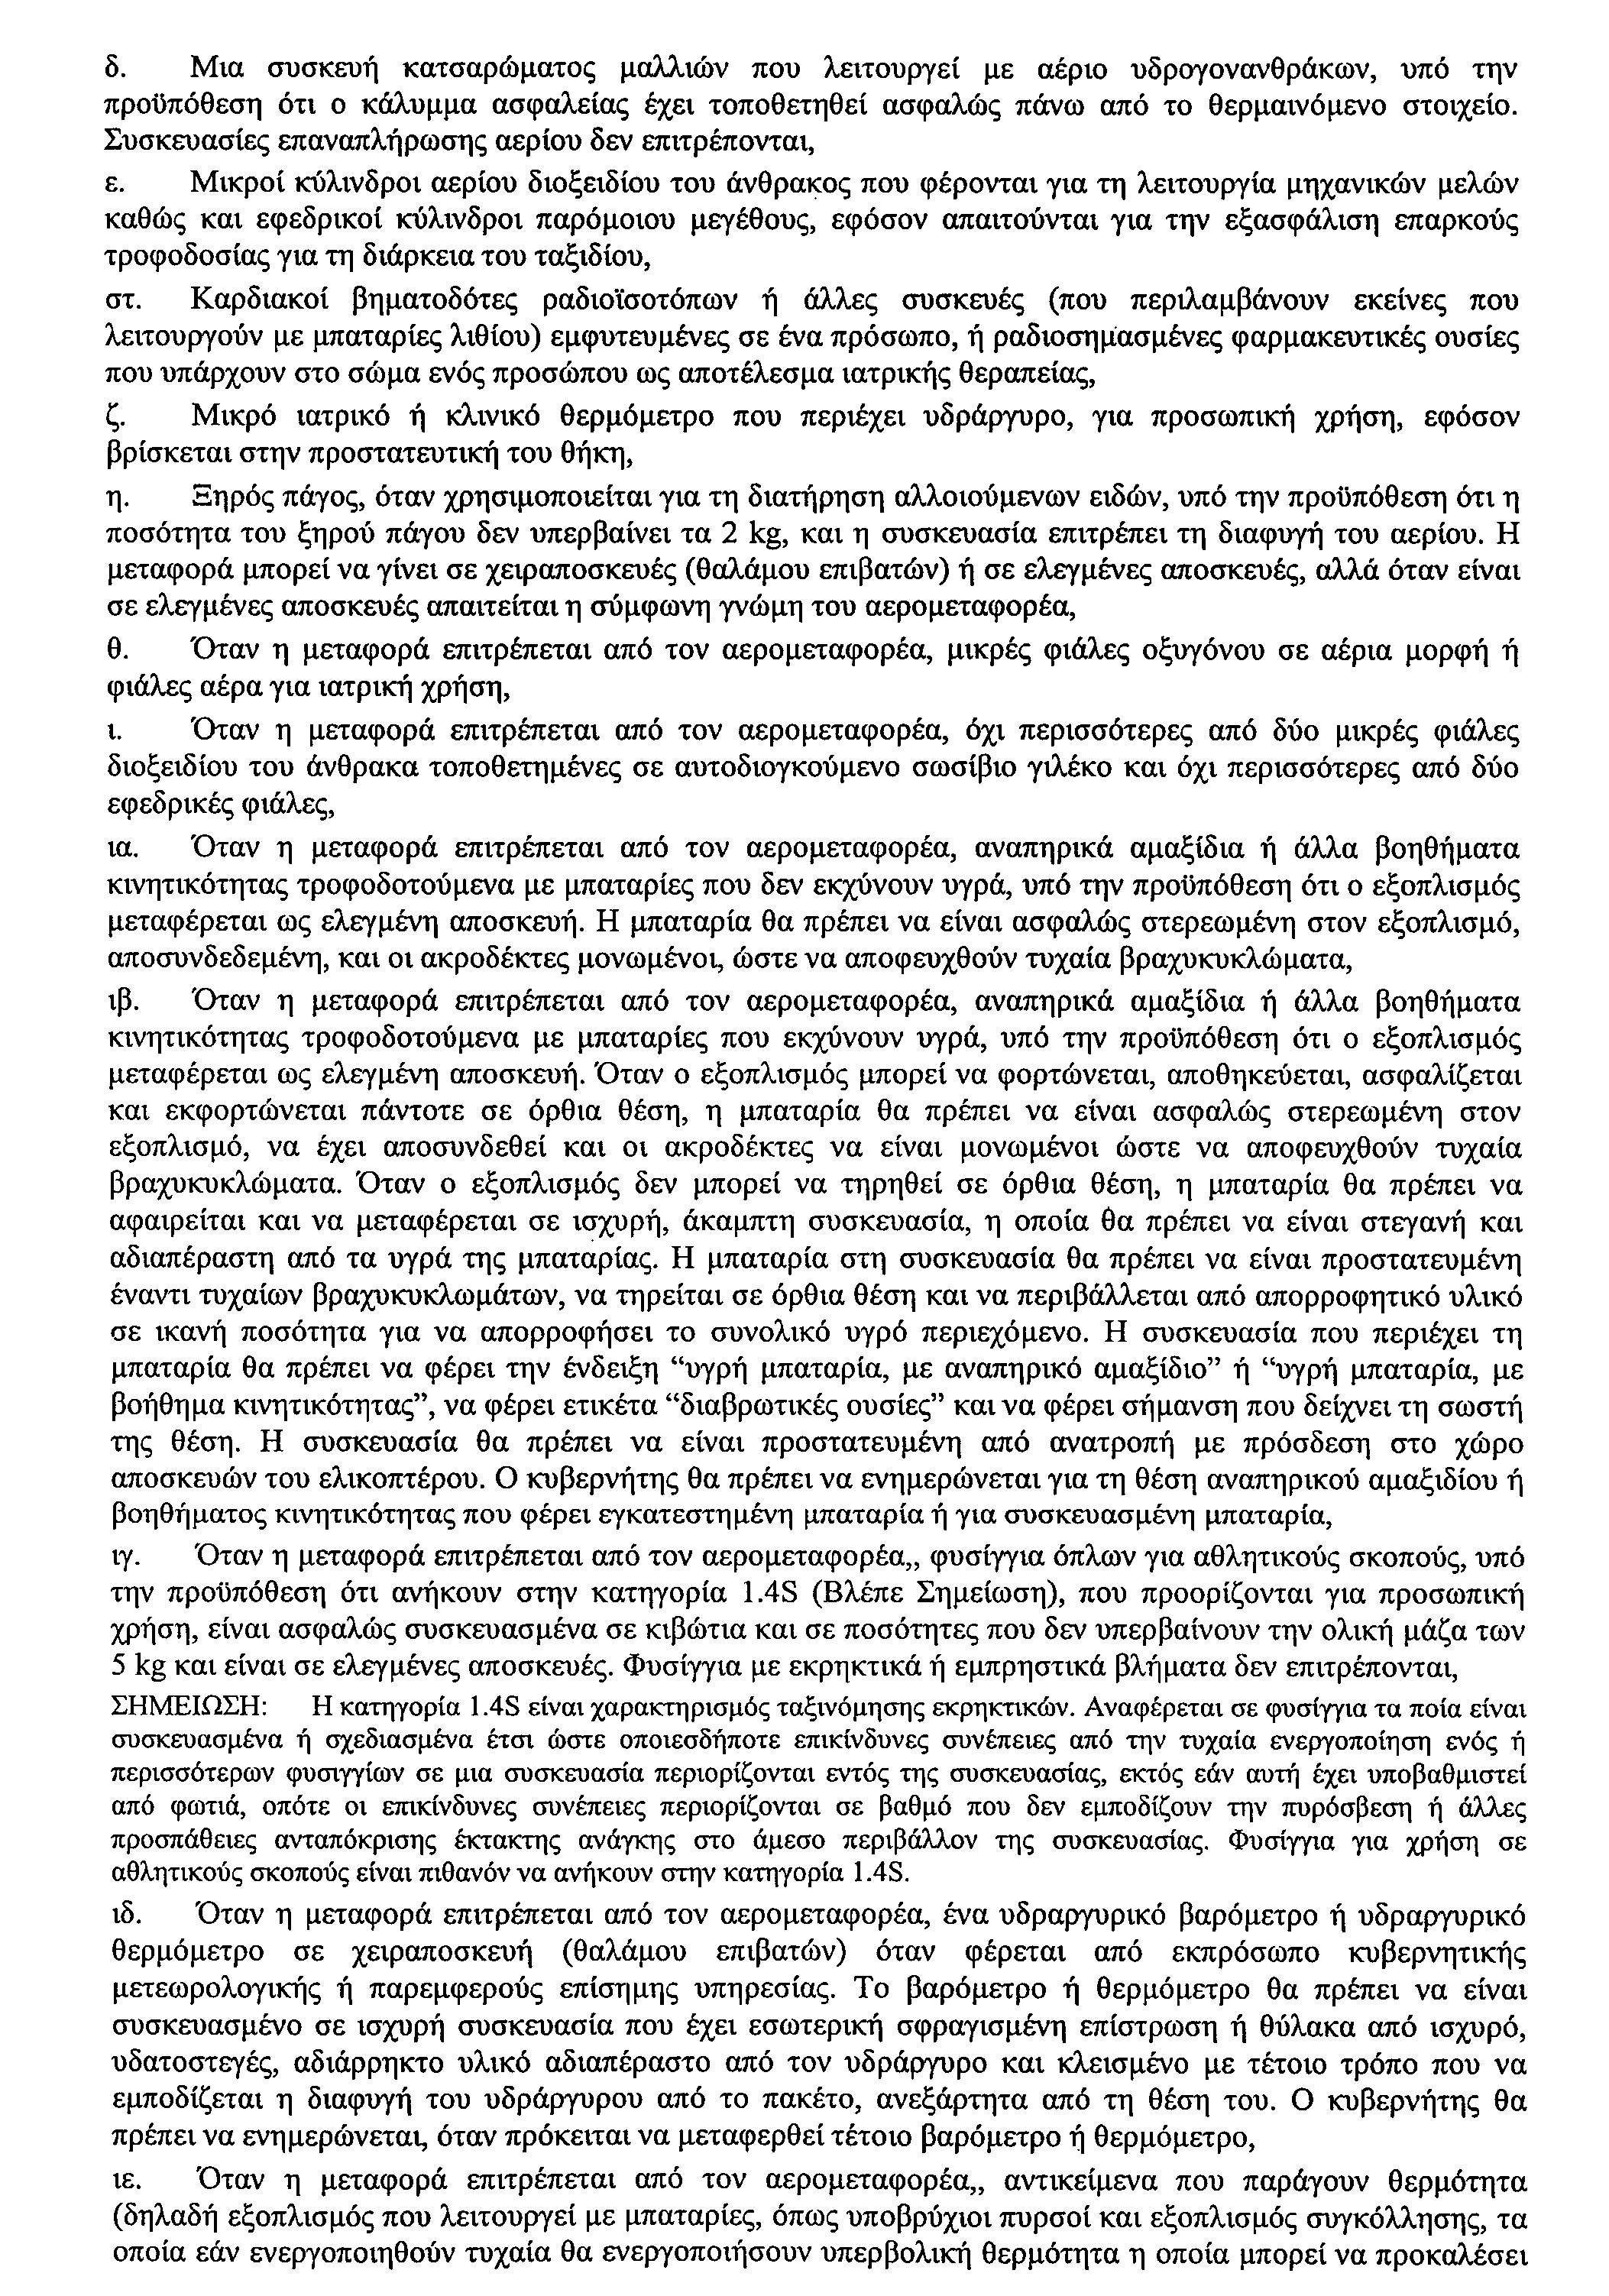 δ. Μια συσκευή κατσαρώματος μαλλιών που λειτουργεί με αέριο υδρογονανθράκων, υπό την
προϋπόθεση ότι ο κάλυμμα ασφαλείας έχει τοποθετηθεί ασφαλώς πάνω από το θερμαινόμενο στοιχείο.
Συσκευασίες επαναπλήρωσης αερίου δεν επιτρέπονται,
ε. Μικροί κύλινδροι αερίου διοξειδίου του άνθρακος που φέρονται για τη λειτουργία μηχανικών μελών
καθώς και εφεδρικοί κύλινδροι παρόμοιου μεγέθους, εφόσον απαιτούνται για την εξασφάλιση επαρκούς
τροφοδοσίας για τη διάρκεια του ταξιδίου,
στ. Καρδιακοί βηματοδότες ραδιοϊσοτόπων ή άλλες συσκευές (που περιλαμβάνουν εκείνες που
λειτουργούν με μπαταρίες λιθίου) εμφυτευμένες σε ένα πρόσωπο, ή ραδιοσημασμένες φαρμακευτικές ουσίες
που υπάρχουν στο σώμα ενός προσώπου ως αποτέλεσμα ιατρικής θεραπείας,
ζ. Μικρό ιατρικό ή κλινικό θερμόμετρο που περιέχει υδράργυρο, για προσωπική χρήση, εφόσον
βρίσκεται στην προστατευτική του θήκη,
η. Ξηρός πάγος, όταν χρησιμοποιείται για τη διατήρηση αλλοιούμενων ειδών, υπό την προϋπόθεση ότι η
ποσότητα του ξηρού πάγου δεν υπερβαίνει τα 2 kg, και η συσκευασία επιτρέπει τη διαφυγή του αερίου. Η
μεταφορά μπορεί να γίνει σε χειραποσκευές (θαλάμου επιβατών) ή σε ελεγμένες αποσκευές, αλλά όταν είναι
σε ελεγμένες αποσκευές απαιτείται η σύμφωνη γνώμη του αερομεταφορέα,
θ. Όταν η μεταφορά επιτρέπεται από τον αερομεταφορέα, μικρές φιάλες οξυγόνου σε αέρια μορφή ή
φιάλες αέρα για ιατρική χρήση,
ι. Όταν η μεταφορά επιτρέπεται από τον αερομεταφορέα, όχι περισσότερες από δύο μικρές φιάλες
διοξειδίου του άνθρακα τοποθετημένες σε αυτοδιογκούμενο σωσίβιο γιλέκο και όχι περισσότερες από δύο
εφεδρικές φιάλες,
ια. Όταν η μεταφορά επιτρέπεται από τον αερομεταφορέα, αναπηρικά αμαξίδια ή άλλα βοηθήματα
κινητικότητας τροφοδοτούμενα με μπαταρίες που δεν εκχύνουν υγρά, υπό την προϋπόθεση ότι ο εξοπλισμός
μεταφέρεται ως ελεγμένη αποσκευή. Η μπαταρία θα πρέπει να είναι ασφαλώς στερεωμένη στον εξοπλισμό,
αποσυνδεδεμένη, και οι ακροδέκτες μονωμένοι, ώστε να αποφευχθούν τυχαία βραχυκυκλώματα,
ιβ. Όταν η μεταφορά επιτρέπεται από τον αερομεταφορέα, αναπηρικά αμαξίδια ή άλλα βοηθήματα
κινητικότητας τροφοδοτούμενα με μπαταρίες που εκχύνουν υγρά, υπό την προϋπόθεση ότι ο εξοπλισμός
μεταφέρεται ως ελεγμένη αποσκευή. Όταν ο εξοπλισμός μπορεί να φορτώνεται, αποθηκεύεται, ασφαλίζεται
και εκφορτώνεται πάντοτε σε όρθια θέση, η μπαταρία θα πρέπει να είναι ασφαλώς στερεωμένη στον
εξοπλισμό, να έχει αποσυνδεθεί και οι ακροδέκτες να είναι μονωμένοι ώστε να αποφευχθούν τυχαία
βραχυκυκλώματα. Όταν ο εξοπλισμός δεν μπορεί να τηρηθεί σε όρθια θέση, η μπαταρία θα πρέπει να
αφαιρείται και να μεταφέρεται σε ισχυρή, άκαμπτη συσκευασία, η οποία θα πρέπει να είναι στεγανή και
αδιαπέραστη από τα υγρά της μπαταρίας. Η μπαταρία στη συσκευασία θα πρέπει να είναι προστατευμένη
έναντι τυχαίων βραχυκυκλωμάτων, να τηρείται σε όρθια θέση και να περιβάλλεται από απορροφητικό υλικό
σε ικανή ποσότητα για να απορροφήσει το συνολικό υγρό περιεχόμενο. Η συσκευασία που περιέχει τη
μπαταρία θα πρέπει να φέρει την ένδειξη “υγρή μπαταρία, με αναπηρικό αμαξίδιο” ή “υγρή μπαταρία, με
βοήθημα κινητικότητας”, να φέρει ετικέτα “διαβρωτικές ουσίες” και να φέρει σήμανση που δείχνει τη σωστή
της θέση. Η συσκευασία θα πρέπει να είναι προστατευμένη από ανατροπή με πρόσδεση στο χώρο
αποσκευών του ελικοπτέρου. Ο κυβερνήτης θα πρέπει να ενημερώνεται για τη θέση αναπηρικού αμαξιδίου ή
βοηθήματος κινητικότητας που φέρει εγκατεστημένη μπαταρία ή για συσκευασμένη μπαταρία,
ιγ. Όταν η μεταφορά επιτρέπεται από τον αερομεταφορέα,, φυσίγγια όπλων για αθλητικούς σκοπούς, υπό
την προϋπόθεση ότι ανήκουν στην κατηγορία 1.4S (Βλέπε Σημείωση), που προορίζονται για προσωπική
χρήση, είναι ασφαλώς συσκευασμένα σε κιβώτια και σε ποσότητες που δεν υπερβαίνουν την ολική μάζα των
5 kg και είναι σε ελεγμένες αποσκευές. Φυσίγγια με εκρηκτικά ή εμπρηστικά βλήματα δεν επιτρέπονται,
ΣΗΜΕΙΩΣΗ: Η κατηγορία 1.4S είναι χαρακτηρισμός ταξινόμησης εκρηκτικών. Αναφέρεται σε φυσίγγια τα ποία είναι
συσκευασμένα ή σχεδιασμένα έτσι ώστε οποιεσδήποτε επικίνδυνες συνέπειες από την τυχαία ενεργοποίηση ενός ή
περισσότερων φυσιγγίων σε μια συσκευασία περιορίζονται εντός της συσκευασίας, εκτός εάν αυτή έχει υποβαθμιστεί
από φωτιά, οπότε οι επικίνδυνες συνέπειες περιορίζονται σε βαθμό που δεν εμποδίζουν την πυρόσβεση ή άλλες
προσπάθειες ανταπόκρισης έκτακτης ανάγκης στο άμεσο περιβάλλον της συσκευασίας. Φυσίγγια για χρήση σε
αθλητικούς σκοπούς είναι πιθανόν να ανήκουν στην κατηγορία 1.4S.
ιδ. Όταν η μεταφορά επιτρέπεται από τον αερομεταφορέα, ένα υδραργυρικό βαρόμετρο ή υδραργυρικό
θερμόμετρο σε χειραποσκευή (θαλάμου επιβατών) όταν φέρεται από εκπρόσωπο κυβερνητικής
μετεωρολογικής ή παρεμφερούς επίσημης υπηρεσίας. Το βαρόμετρο ή θερμόμετρο θα πρέπει να είναι
συσκευασμένο σε ισχυρή συσκευασία που έχει εσωτερική σφραγισμένη επίστρωση ή θύλακα από ισχυρό,
υδατοστεγές, αδιάρρηκτο υλικό αδιαπέραστο από τον υδράργυρο και κλεισμένο με τέτοιο τρόπο που να
εμποδίζεται η διαφυγή του υδράργυρου από το πακέτο, ανεξάρτητα από τη θέση του. Ο κυβερνήτης θα
πρέπει να ενημερώνεται, όταν πρόκειται να μεταφερθεί τέτοιο βαρόμετρο ή θερμόμετρο,
ιε. Όταν η μεταφορά επιτρέπεται από τον αερομεταφορέα,, αντικείμενα που παράγουν θερμότητα
(δηλαδή εξοπλισμός που λειτουργεί με μπαταρίες, όπως υποβρύχιοι πυρσοί και εξοπλισμός συγκόλλησης, τα
οποία εάν ενεργοποιηθούν τυχαία θα ενεργοποιήσουν υπερβολική θερμότητα η οποία μπορεί να προκαλέσει